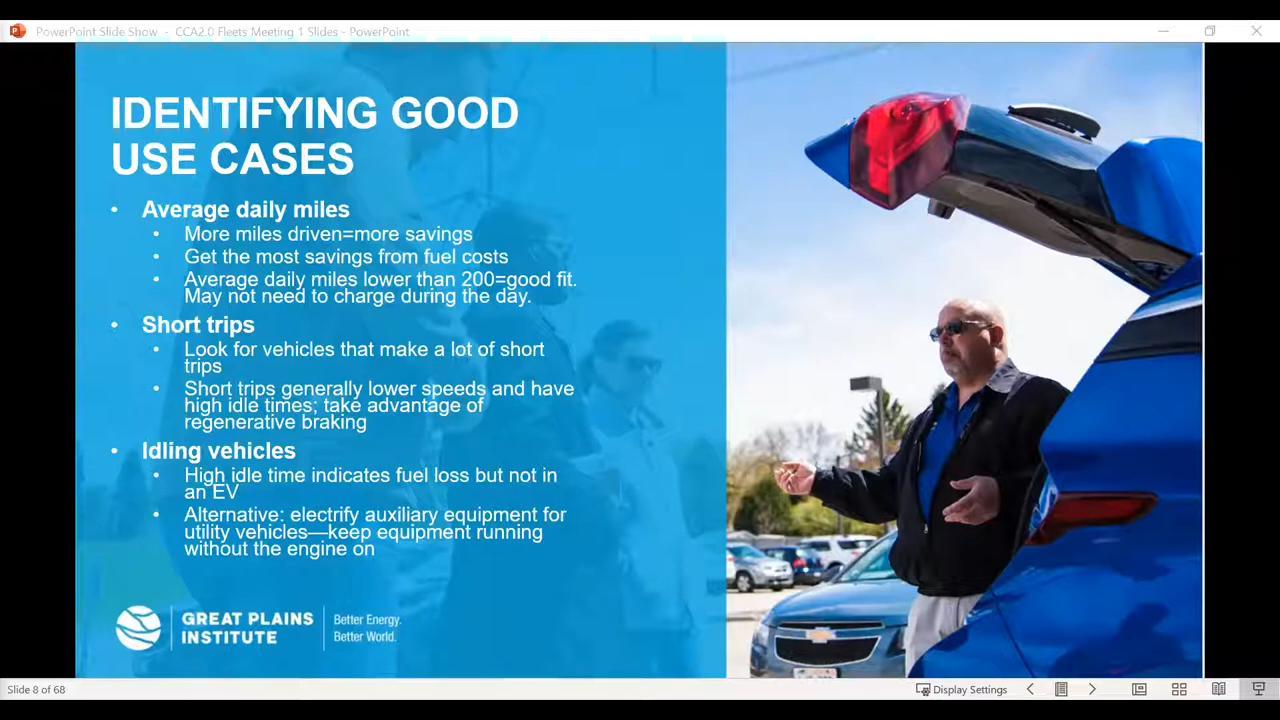 PowerPoint Slide Show - CCA2.0 Fleets Meeting 1 Slides - PowerPoint
IDENTIFYING GOOD
USE CASES
• Average daily miles
• More miles driven=more savings
• Get the most savings from fuel costs
• Average daily miles lower than 200=good fit.
May not need to charge during the day.
• Short trips
• Look for vehicles that make a lot of short
trips
• Short trips generally lower speeds and have
high idle times; take advantage of
regenerative braking
• Idling vehicles
• High idle time indicates fuel loss but not in
an EV
• Alternative: electrify auxiliary equipment for
utility vehicles—keep equipment running
without the engine on
GREAT PLAINS
INSTITUTE
Better Energy.
Better World.
Slide 8 of 68
Display Settings